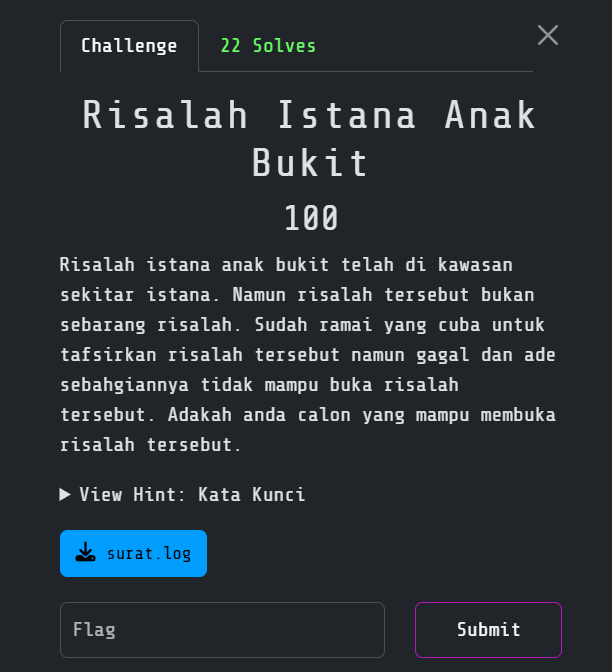 Challenge
22 Solves
Risalah Istana Anak
Bukit
100
Risalah istana anak bukit telah di kawasan
sekitar istana. Namun risalah tersebut bukan
sebarang risalah. Sudah ramai yang cuba untuk
tafsirkan risalah tersebut namun gagal dan ade
sebahgiannya tidak mampu buka risalah
tersebut. Adakah anda calon yang mampu membuka
risalah tersebut.
View Hint: Kata Kunci
surat.log
Flag
Submit